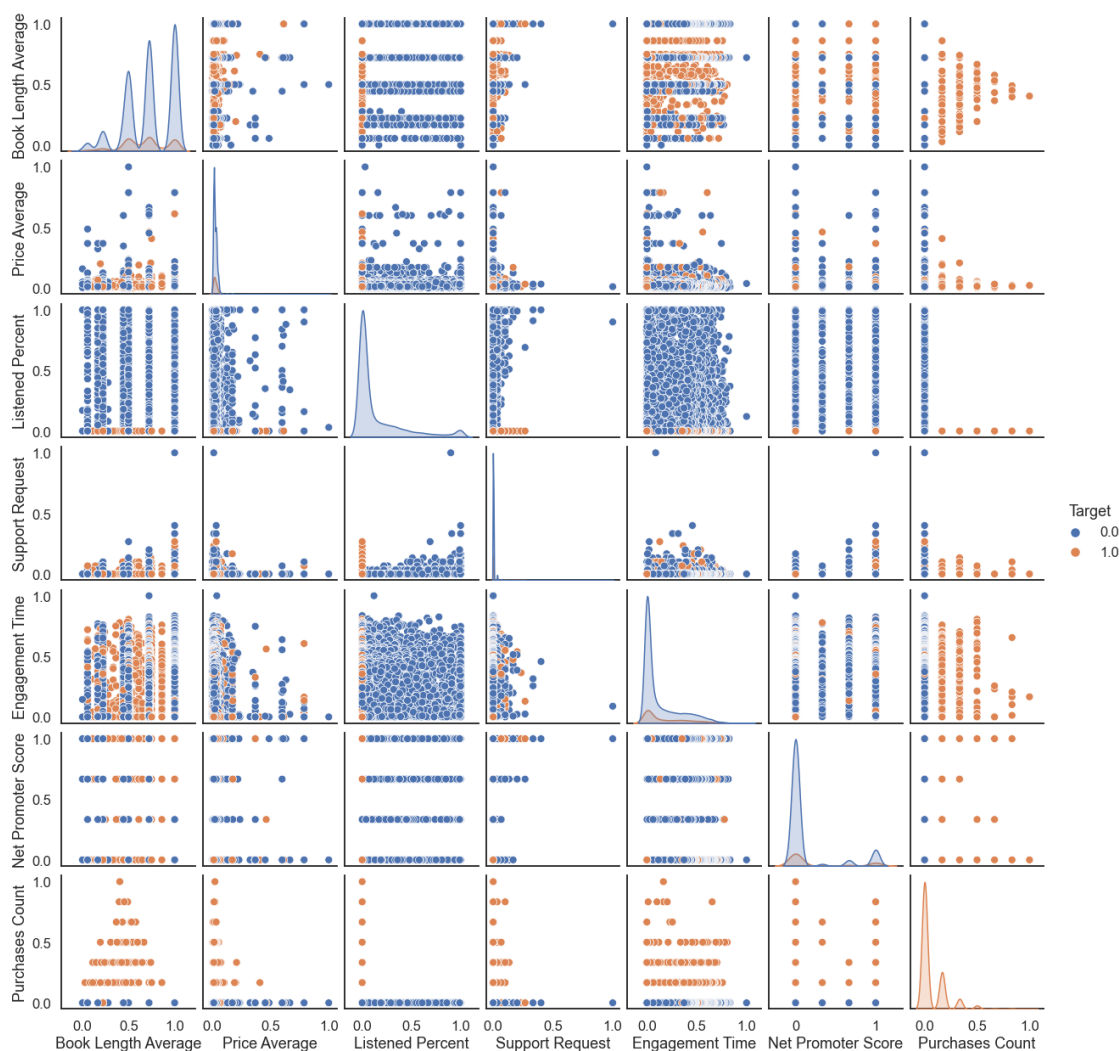 Book Length Average
1.0
0.5
0.0
Price Average
1.0
0.5
0.0
Listened Percent
1.0
0.5
0.0
Support Request
1.0
0.5
0.0
Target
0.0
1.0
Engagement Time
1.0
0.5
0.0
Net Promoter Score
1.0
0.5
0.0
Purchases Count
1.0
0.5
0.0
0.0 0.5 1.0 0.0 0.5 1.0 0.0 0.5 1.0 0.0 0.5 1.0 0.0 0.5 1.0 0 1 0.0 0.5 1.0
Book Length Average Price Average Listened Percent Support Request Engagement Time Net Promoter Score Purchases Count